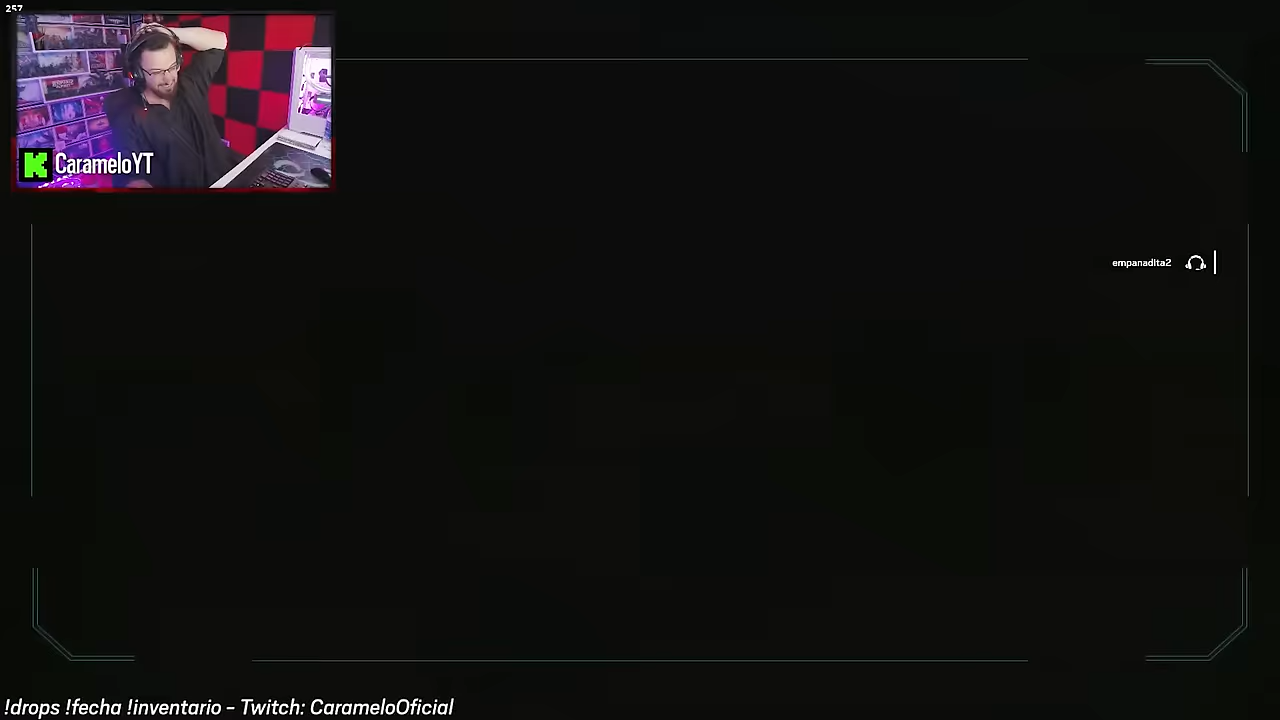 257
CarameloYT
empanadita2
!drops !fecha !inventario - Twitch: CarameloOficial